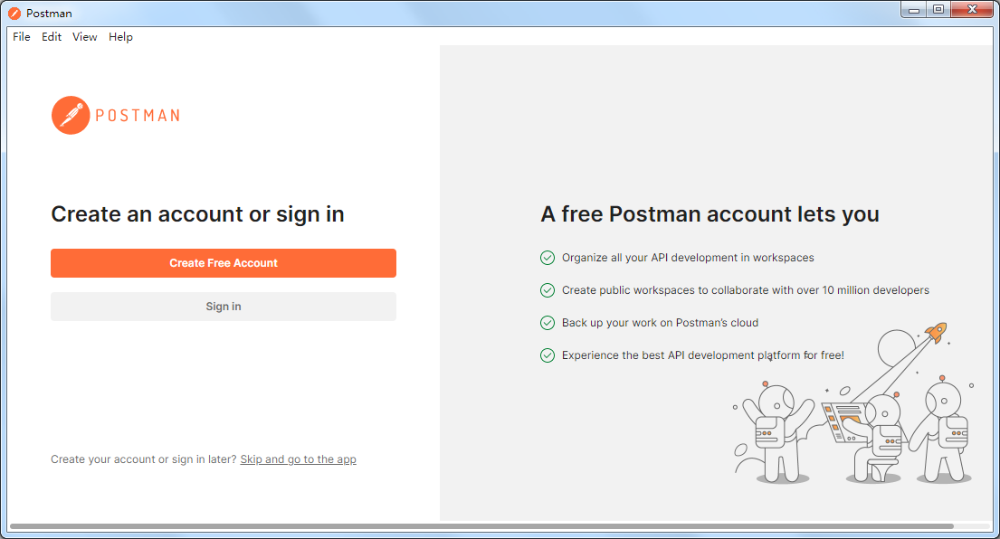 Postman
File Edit View Help
POSTMAN
Create an account or sign in
Create Free Account
Sign in
Create your account or sign in later? Skip and go to the app
A free Postman account lets you
Organize all your API development in workspaces
Create public workspaces to collaborate with over 10 million developers
Back up your work on Postman's cloud
Experience the best API development platform for free!